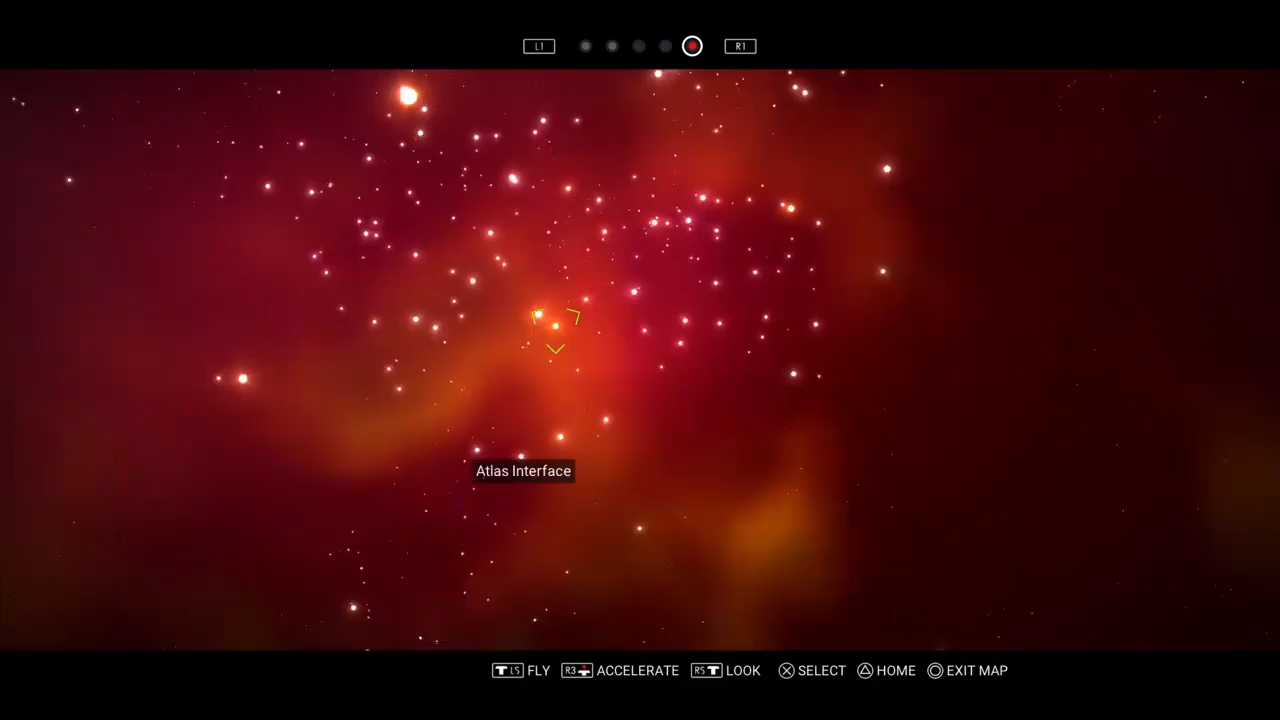 L1 R1
Atlas Interface
LS FLY R3 ACCELERATE RS LOOK SELECT HOME EXIT MAP